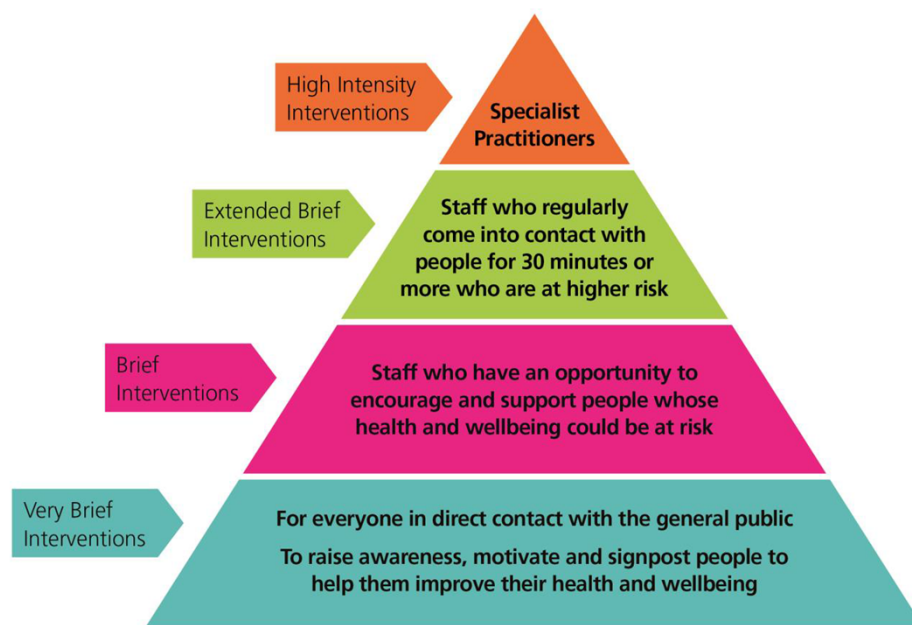 High Intensity
Interventions
Specialist
Practitioners
Extended Brief
Interventions
Staff who regularly
come into contact with
people for 30 minutes or
more who are at higher risk
Brief
Interventions
Staff who have an opportunity to
encourage and support people whose
health and wellbeing could be at risk
Very Brief
Interventions
For everyone in direct contact with the general public
To raise awareness, motivate and signpost people to
help them improve their health and wellbeing